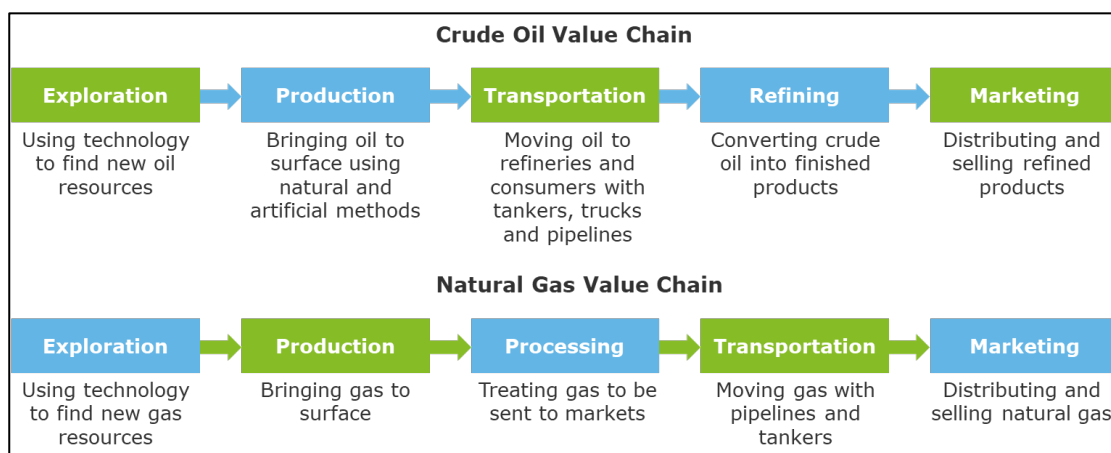 Crude Oil Value Chain
Exploration
Production
Transportation
Refining
Marketing
Using technology
to find new oil
resources
Bringing oil to
surface using
natural and
artificial methods
Moving oil to
refineries and
consumers with
tankers, trucks
and pipelines
Converting crude
oil into finished
products
Distributing and
selling refined
products
Natural Gas Value Chain
Exploration
Production
Processing
Transportation
Marketing
Using technology
to find new gas
resources
Bringing gas to
surface
Treating gas to be
sent to markets
Moving gas with
pipelines and
tankers
Distributing and
selling natural gas